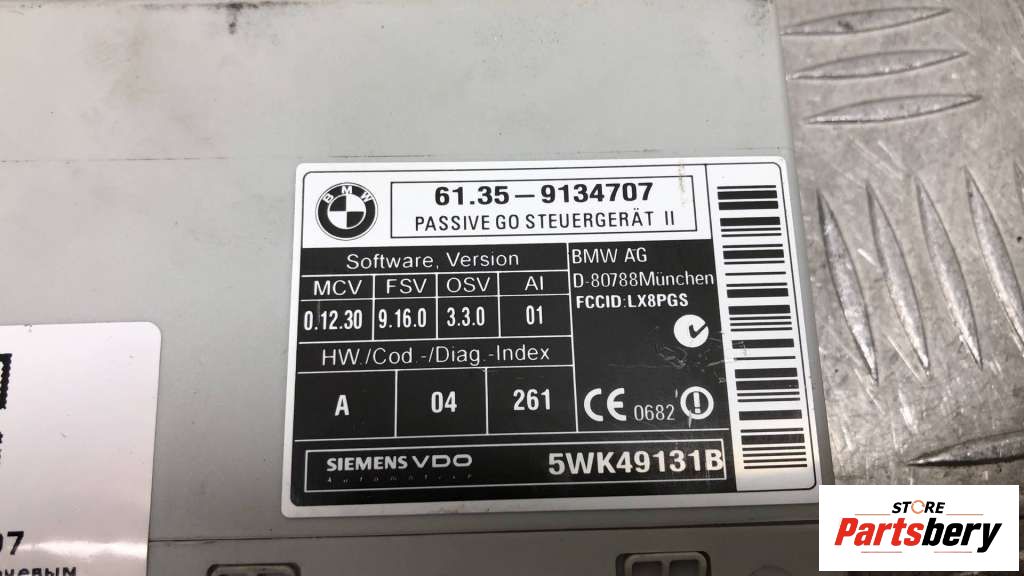 BMW
61.35-9134707
PASSIVE GO STEUERGERÄT II
Software, Version
MCV FSV OSV AI
0.12.30 9.16.0 3.3.0 01
HW./Cod.-/Diag.-Index
A 04 261
BMW AG
D-80788München
FCCID:LX8PGS
CE 0682
SIEMENS VDO
Automotive
5WK49131B
07
STORE
Partsbery